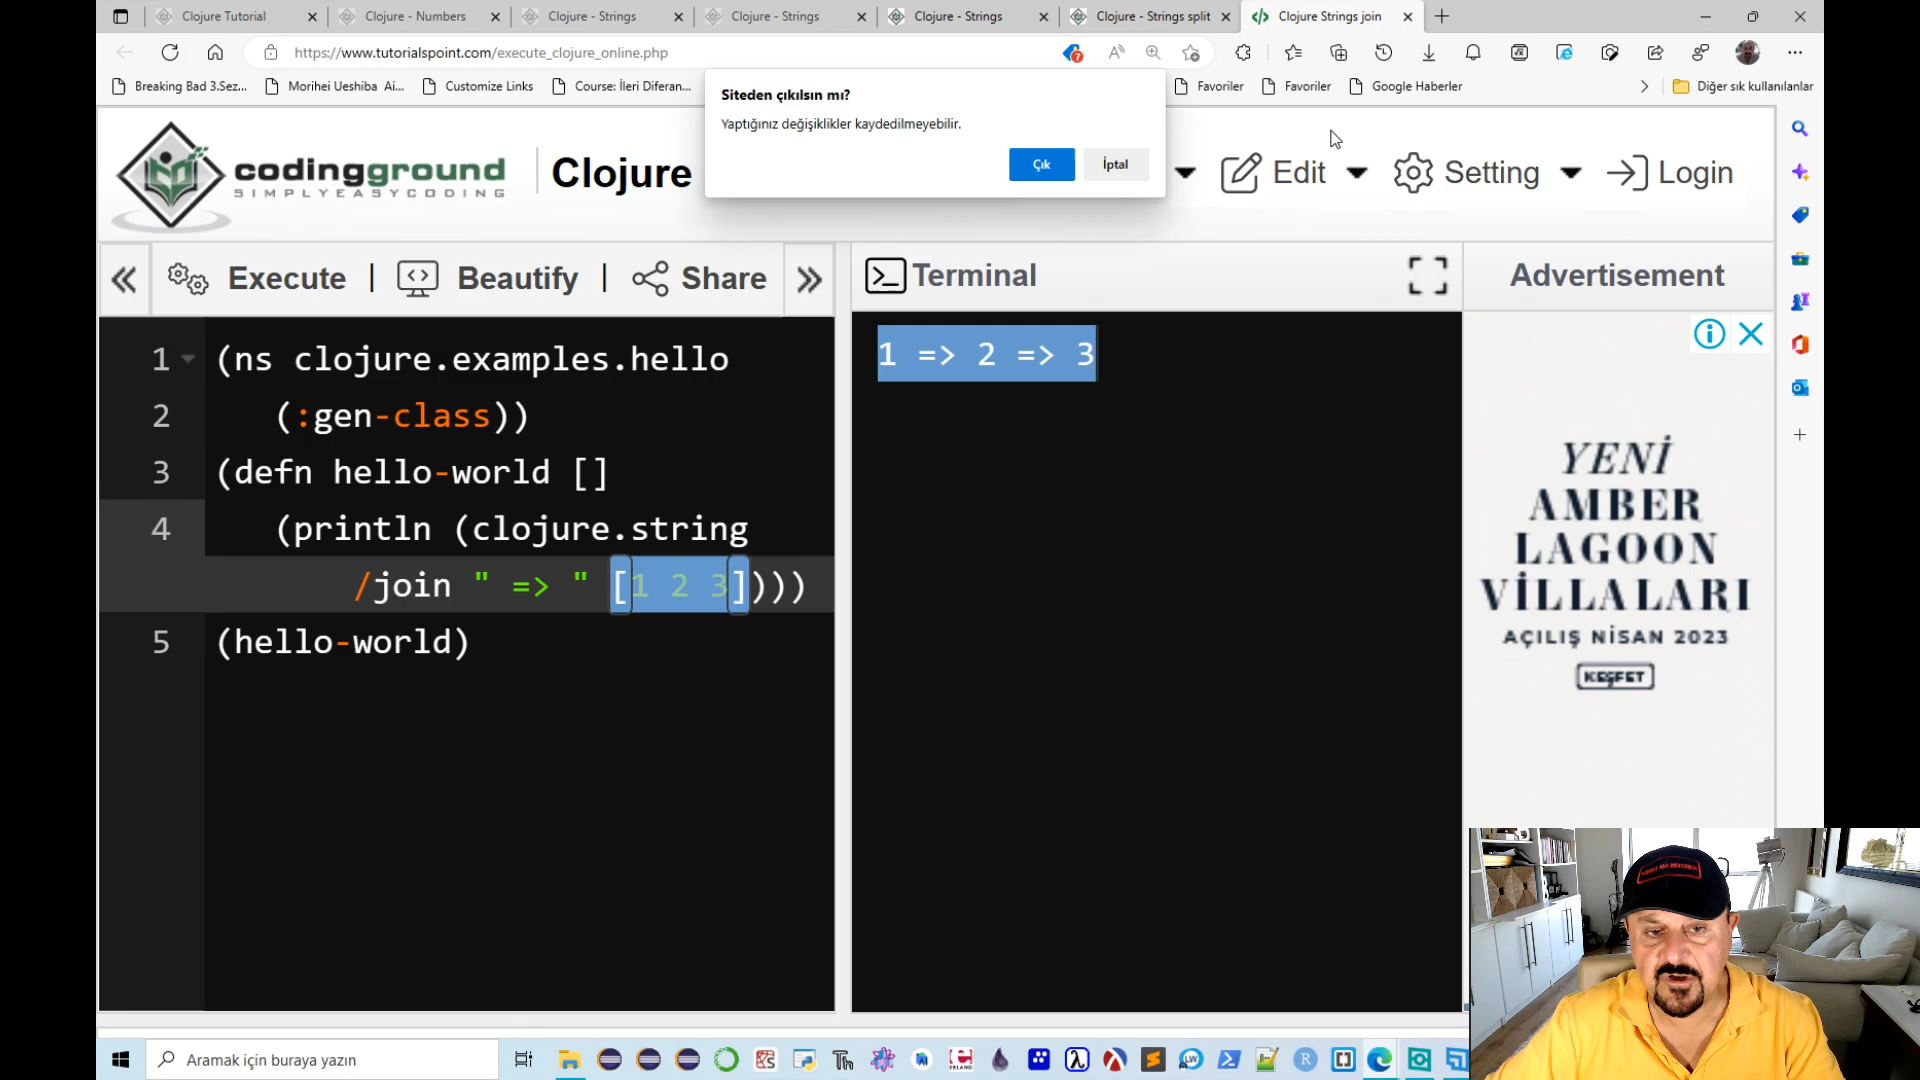 Clojure Tutorial
Clojure - Numbers
Clojure - Strings
Clojure - Strings
Clojure - Strings
Clojure - Strings split
Clojure Strings join
https://www.tutorialspoint.com/execute_clojure_online.php
Breaking Bad 3.Sez...
Morihei Ueshiba Ai...
Customize Links
Course: İleri Diferan...
Favoriler
Favoriler
Google Haberler
Diğer sık kullanılanlar
Siteden çıkılsın mı?
Yaptığınız değişiklikler kaydedilmeyebilir.
Çık
İptal
codingground
SIMPLYEASYCODING
Clojure
Edit
Setting
Login
Execute
Beautify
Share
Terminal
Advertisement
1 (ns clojure.examples.hello
2 (:gen-class))
3 (defn hello-world []
4 (println (clojure.string
/join " => " [1 2 3])))
5 (hello-world)
1 => 2 => 3
YENİ
AMBER
LAGOON
VİLLALARI
AÇILIŞ NİSAN 2023
KEŞFET
Aramak için buraya yazın